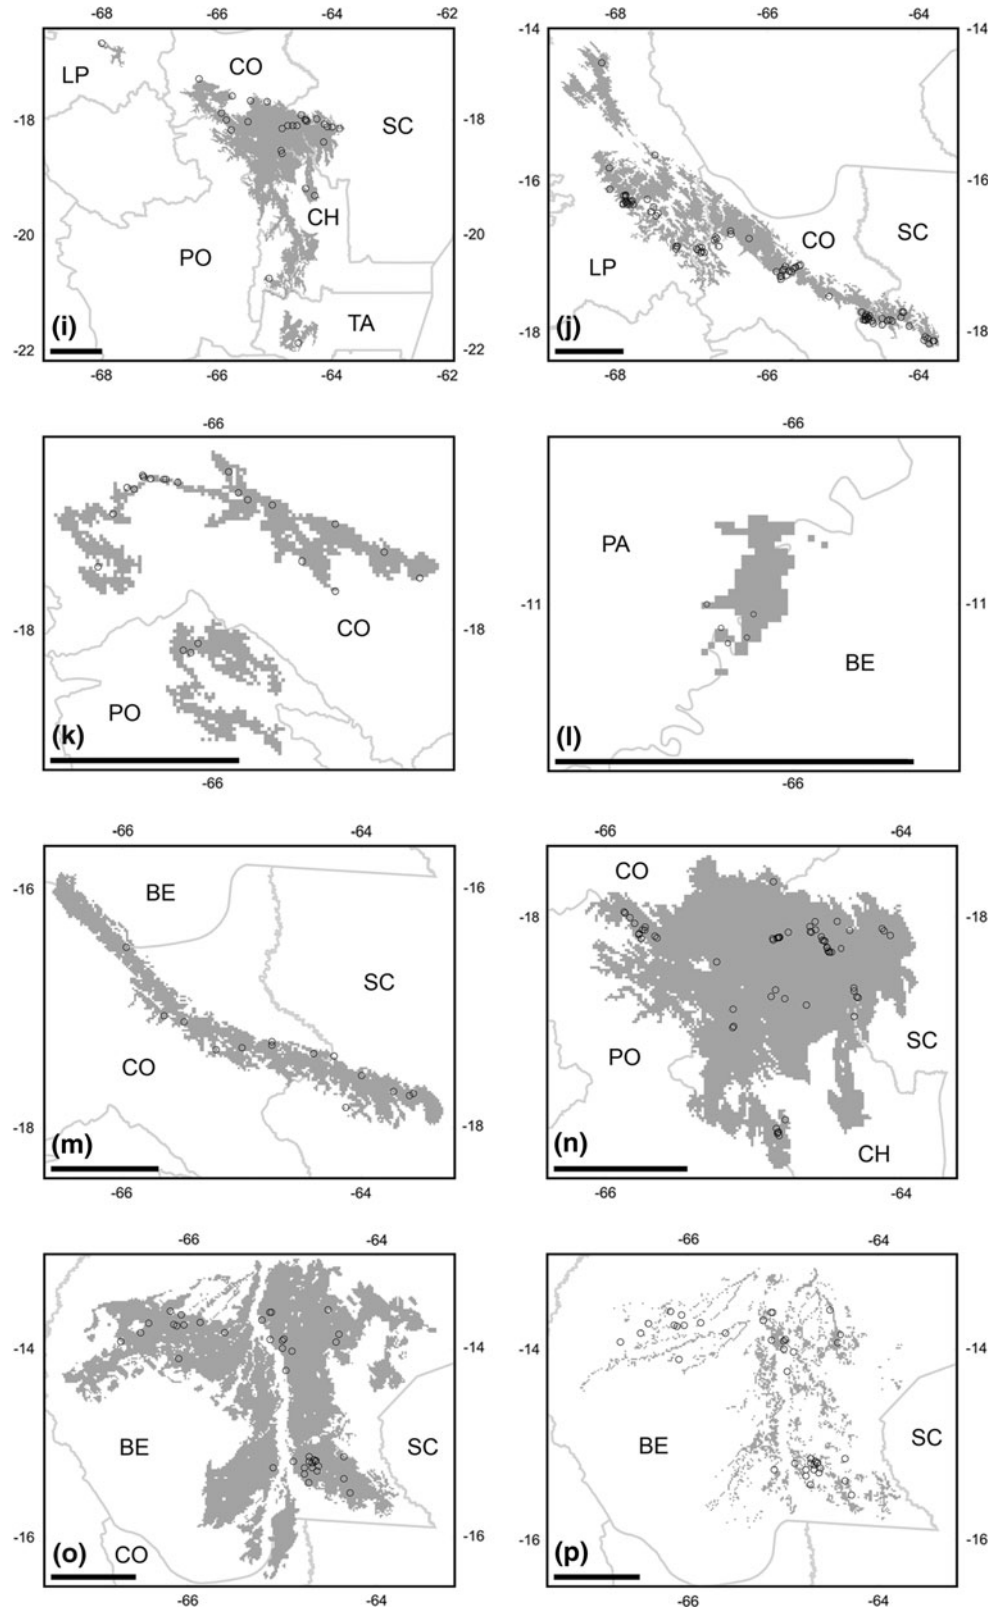 -68 -66 -64 -62
LP CO SC
-18 -18
CH
-20 -20
PO
TA
(i)
-22 -22
-68 -66 -64 -62
-68 -66 -64
-14 -14
-16 -16
CO SC
LP
(j)
-18 -18
-68 -66 -64
-66
-18
CO
PO
(k)
-66
-66
PA
-11 -11
BE
(l)
-66
-66 -64
-16 -16
BE
SC
CO
-18 -18
(m)
-66 -64
-66 -64
CO
-18 -18
PO SC
(n)
CH
-66 -64
-66 -64
-14 -14
BE SC
-16 -16
(o)
CO
-66 -64
-66 -64
-14 -14
BE SC
(p)
-16 -16
-66 -64